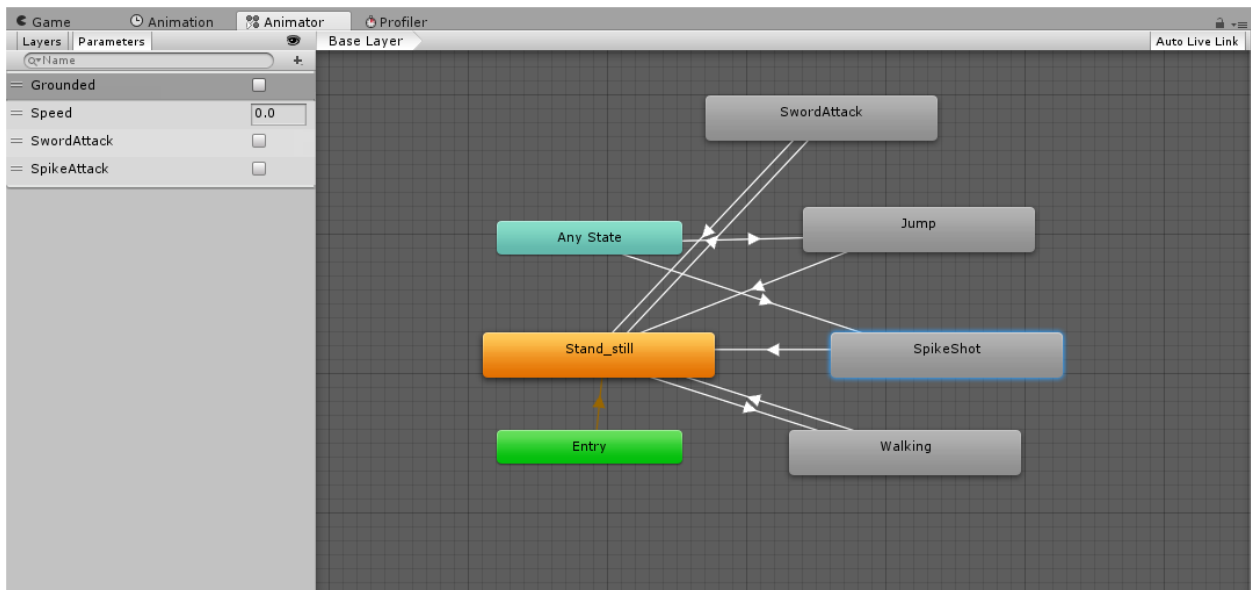 Game Animation Animator Profiler
Layers Parameters Base Layer Auto Live Link
Name
Grounded
Speed 0.0
SwordAttack
SpikeAttack
SwordAttack
Jump
Any State
Stand_still
SpikeShot
Entry
Walking